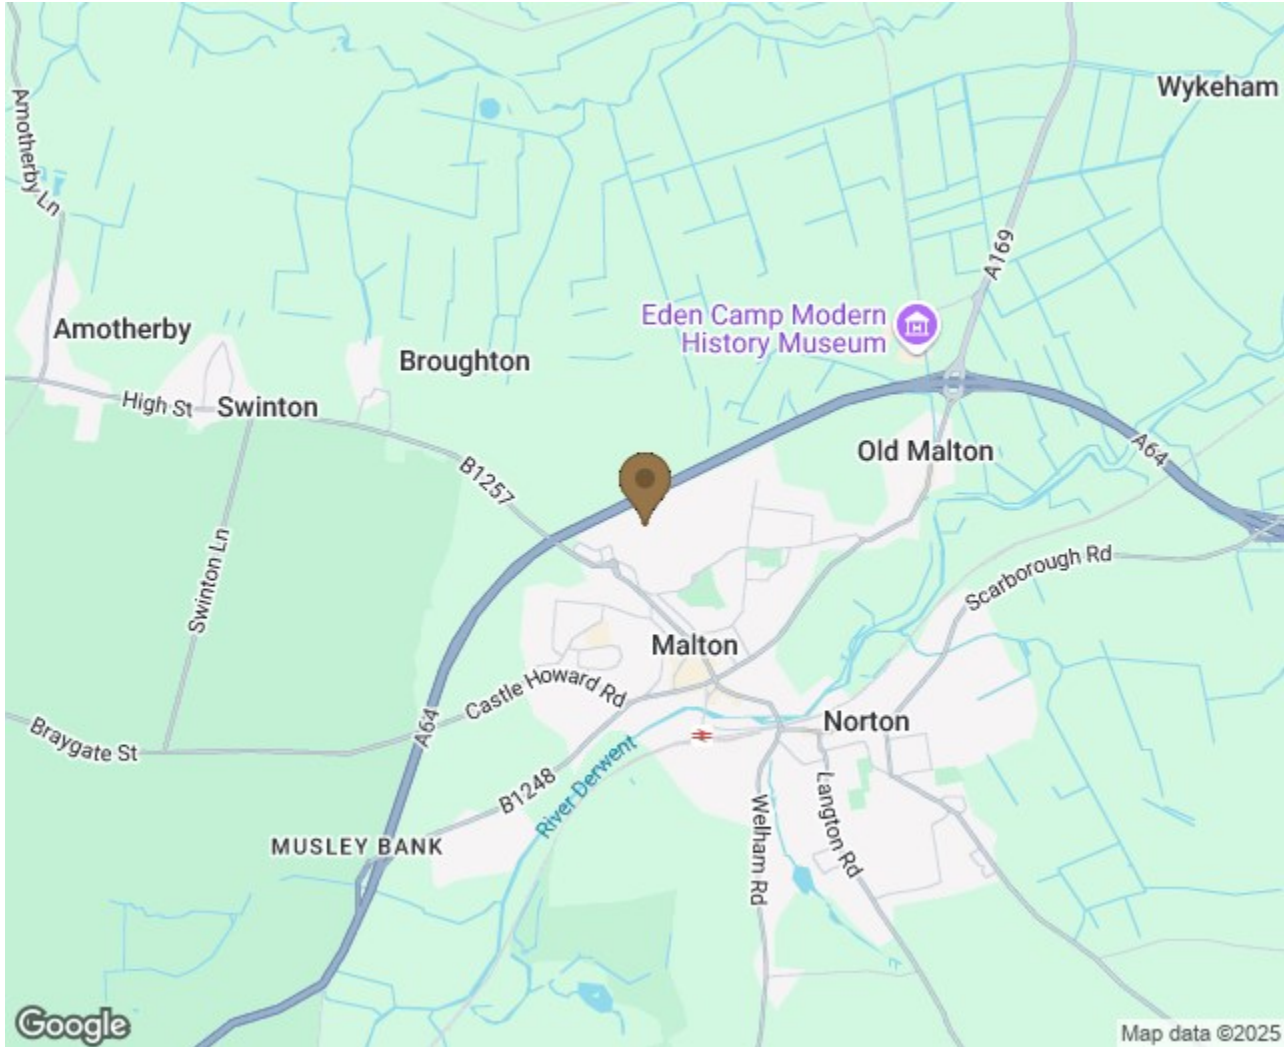 Wykeham
Amotherby Ln
A169
Eden Camp Modern
History Museum
Amotherby
Broughton
High St
Swinton
B1257
Old Malton
A64
Swinton Ln
Scarborough Rd
Malton
Castle Howard Rd
Braygate St
A64
Norton
River Derwent
B1248
Langton Rd
Welham Rd
MUSLEY BANK
Google
Map data ©2025